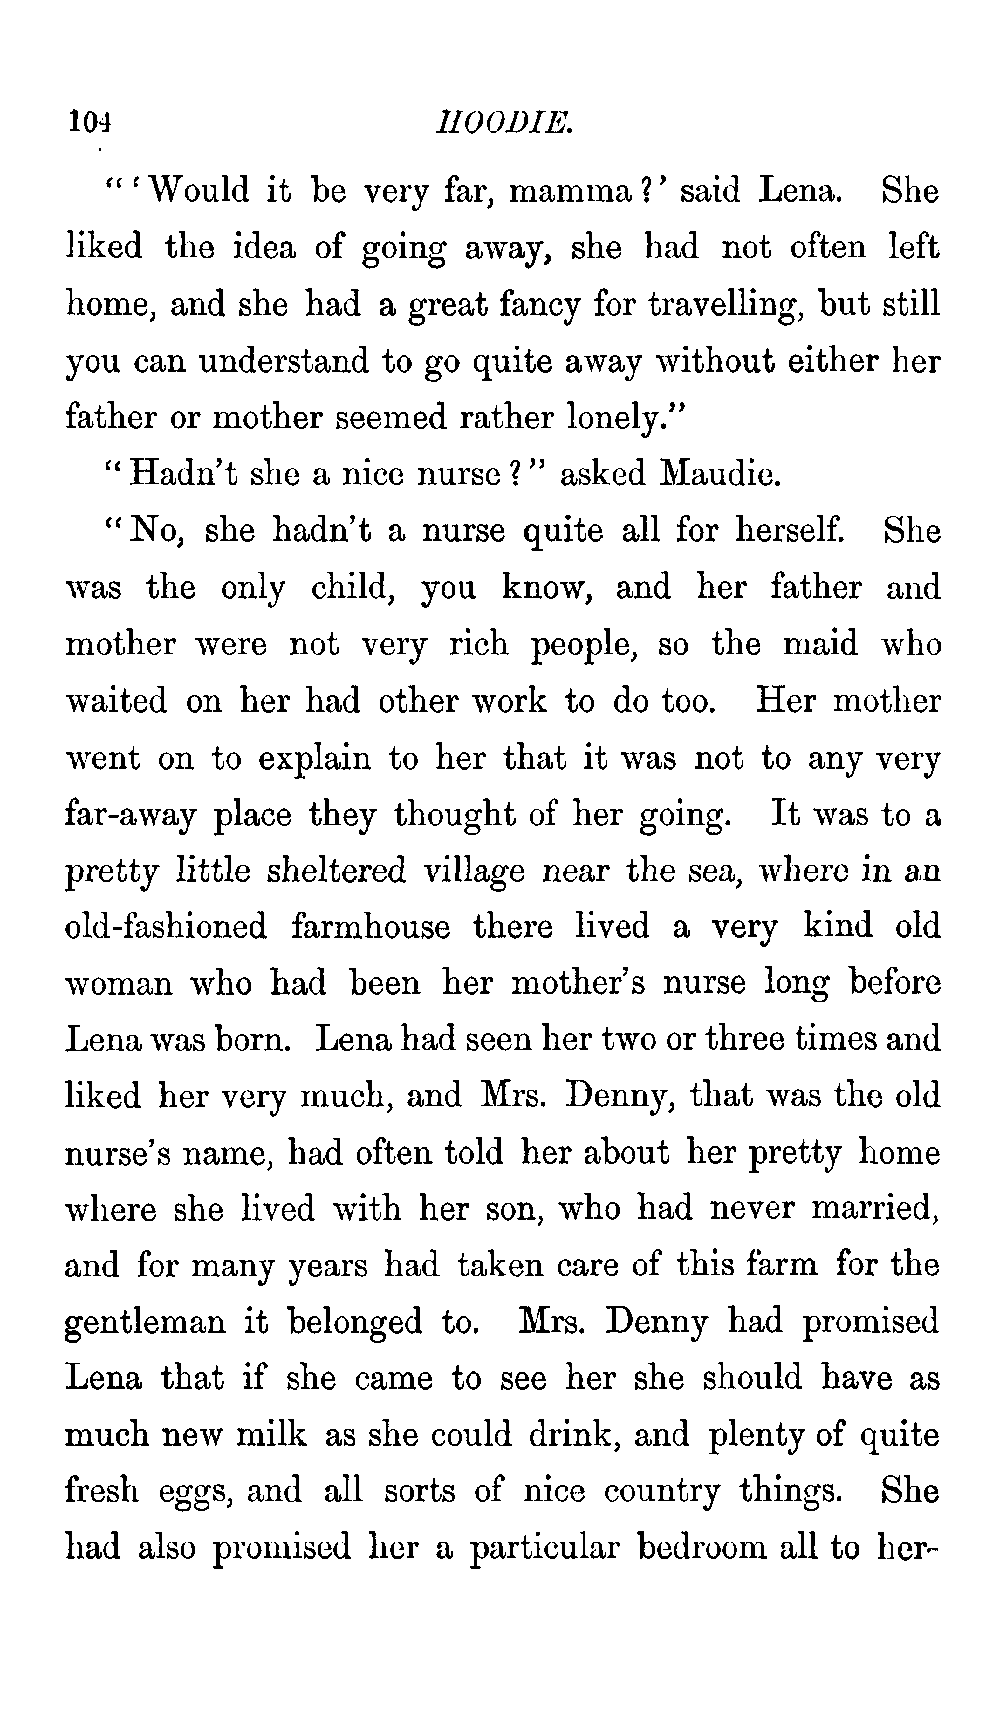 104 HOODIE.
"'Would it be very far, mamma?' said Lena. She
liked the idea of going away, she had not often left
home, and she had a great fancy for travelling, but still
you can understand to go quite away without either her
father or mother seemed rather lonely."
"Hadn't she a nice nurse?" asked Maudie.
"No, she hadn't a nurse quite all for herself. She
was the only child, you know, and her father and
mother were not very rich people, so the maid who
waited on her had other work to do too. Her mother
went on to explain to her that it was not to any very
far-away place they thought of her going. It was to a
pretty little sheltered village near the sea, where in an
old-fashioned farmhouse there lived a very kind old
woman who had been her mother's nurse long before
Lena was born. Lena had seen her two or three times and
liked her very much, and Mrs. Denny, that was the old
nurse's name, had often told her about her pretty home
where she lived with her son, who had never married,
and for many years had taken care of this farm for the
gentleman it belonged to. Mrs. Denny had promised
Lena that if she came to see her she should have as
much new milk as she could drink, and plenty of quite
fresh eggs, and all sorts of nice country things. She
had also promised her a particular bedroom all to her-